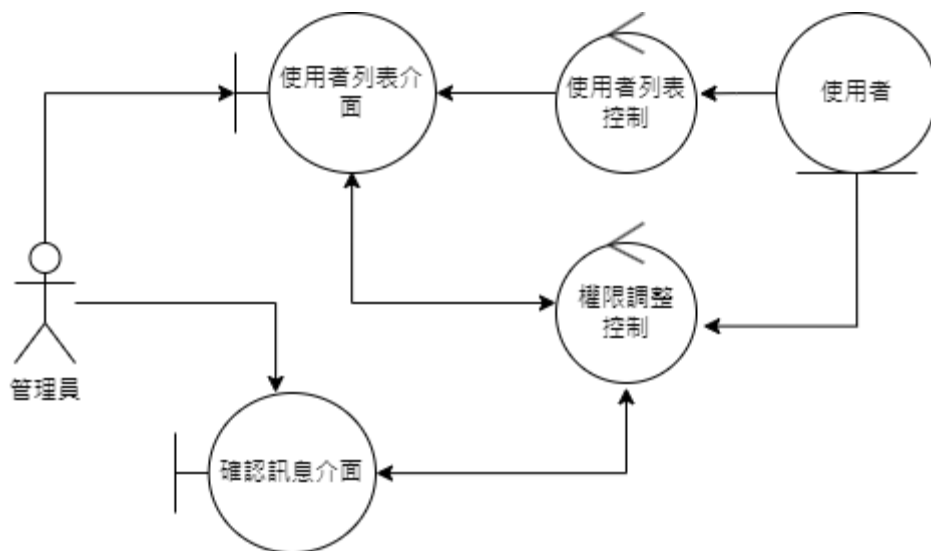 使用者列表介
面
使用者列表
控制
使用者
權限調整
控制
管理員
確認訊息介面